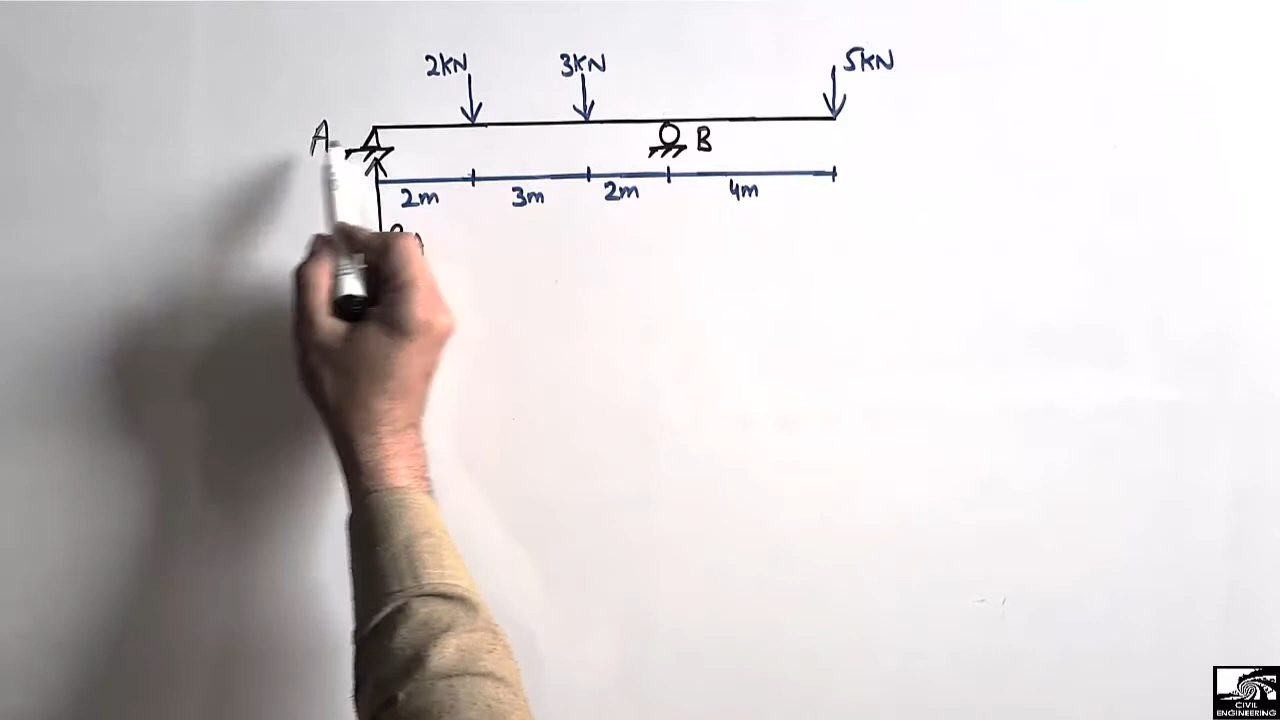 2KN 3KN 5KN
A B
2m 3m 2m 4m
CIVIL
ENGINEERING